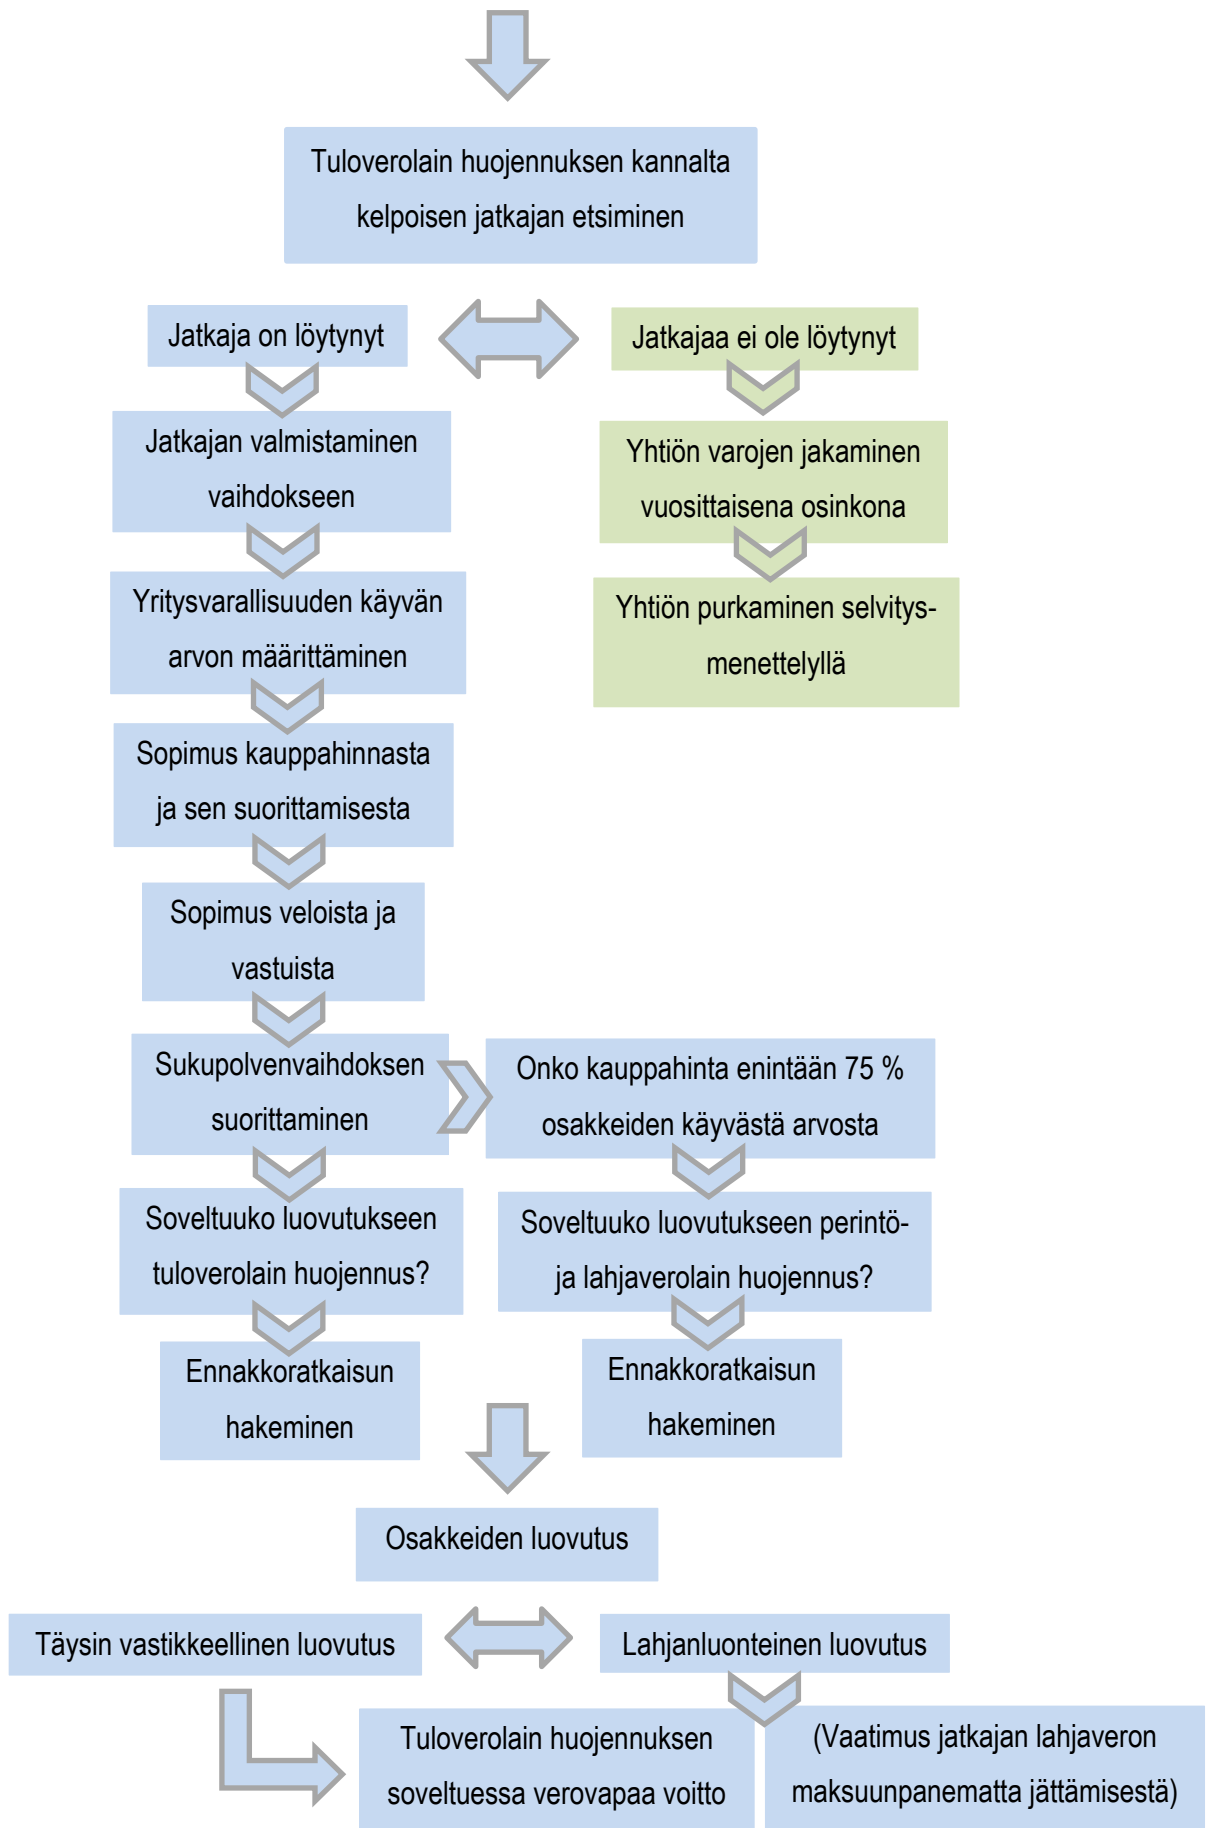 Tuloverolain huojennuksen kannalta
kelpoisen jatkajan etsiminen
Jatkaja on löytynyt
Jatkajaa ei ole löytynyt
Jatkajan valmistaminen
vaihdokseen
Yhtiön varojen jakaminen
vuosittaisena osinkona
Yritysvarallisuuden käyvän
arvon määrittäminen
Yhtiön purkaminen selvitys-
menettelyllä
Sopimus kauppahinnasta
ja sen suorittamisesta
Sopimus veloista ja
vastuista
Sukupolvenvaihdoksen
suorittaminen
Onko kauppahinta enintään 75 %
osakkeiden käyvästä arvosta
Soveltuuko luovutukseen
tuloverolain huojennus?
Soveltuuko luovutukseen perintö-
ja lahjaverolain huojennus?
Ennakkoratkaisun
hakeminen
Ennakkoratkaisun
hakeminen
Osakkeiden luovutus
Täysin vastikkeellinen luovutus
Lahjanluonteinen luovutus
Tuloverolain huojennuksen
soveltuessa verovapaa voitto
(Vaatimus jatkajan lahjaveron
maksuunpanematta jättämisestä)